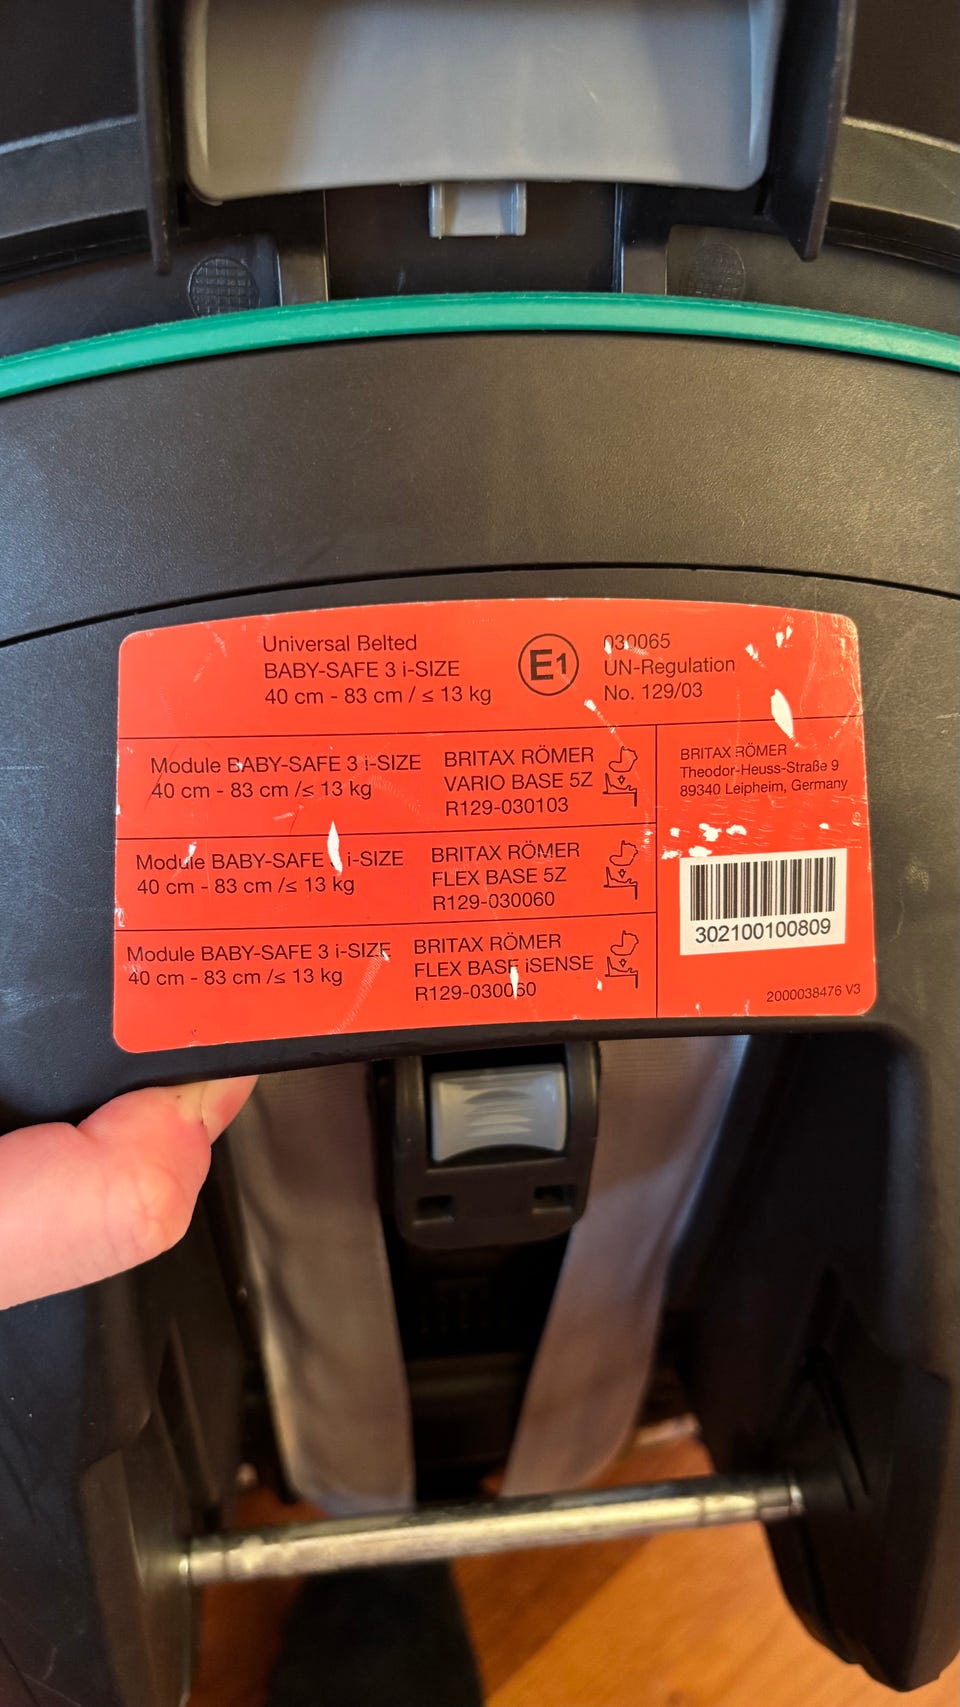 Universal Belted
BABY-SAFE 3 i-SIZE
40 cm - 83 cm / ≤ 13 kg
E1
030065
UN-Regulation
No. 129/03
Module BABY-SAFE 3 i-SIZE
40 cm - 83 cm /≤ 13 kg
BRITAX RÖMER
VARIO BASE 5Z
R129-030103
Module BABY-SAFE i-SIZE
40 cm - 83 cm /≤ 13 kg
BRITAX RÖMER
FLEX BASE 5Z
R129-030060
Module BABY-SAFE 3 i-SIZE
40 cm - 83 cm /≤ 13 kg
BRITAX RÖMER
FLEX BASE iSENSE
R129-030060
BRITAX RÖMER
Theodor-Heuss-Straße 9
89340 Leipheim, Germany
302100100809
2000038476 V3